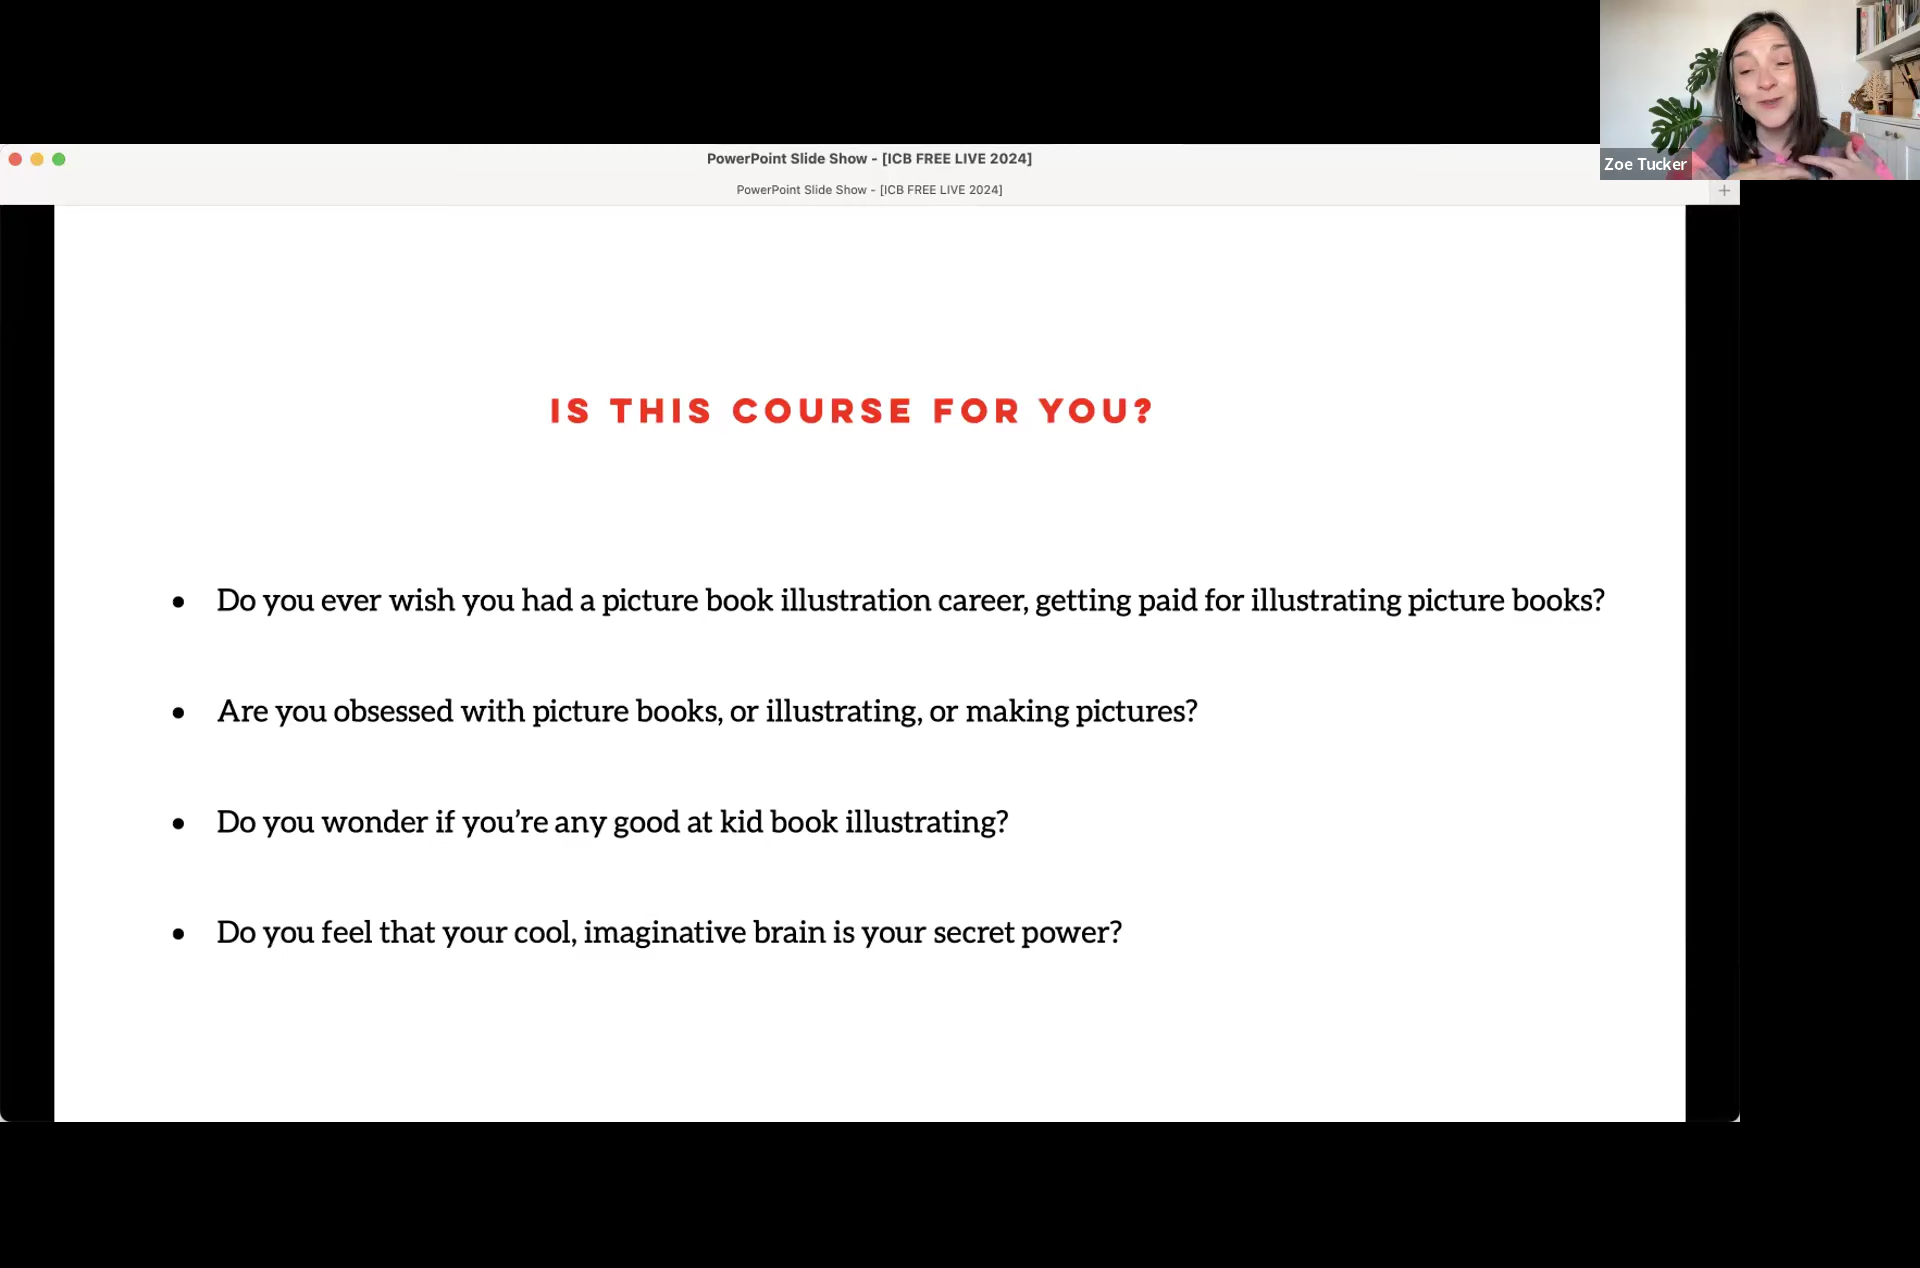 Zoe Tucker
PowerPoint Slide Show - [ICB FREE LIVE 2024]
PowerPoint Slide Show - [ICB FREE LIVE 2024]
IS THIS COURSE FOR YOU?
• Do you ever wish you had a picture book illustration career, getting paid for illustrating picture books?
• Are you obsessed with picture books, or illustrating, or making pictures?
• Do you wonder if you’re any good at kid book illustrating?
• Do you feel that your cool, imaginative brain is your secret power?